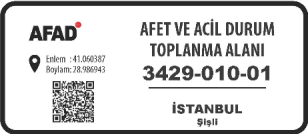 AFAD
Enlem : 41.060387
Boylam: 28.986943
AFET VE ACİL DURUM
TOPLANMA ALANI
3429-010-01
İSTANBUL
Şişli